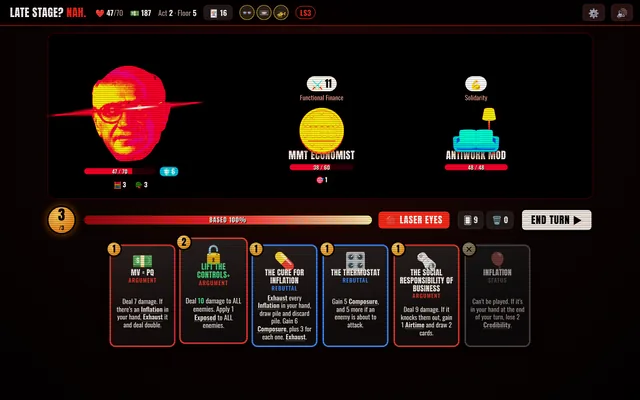 LATE STAGE? NAH.
47/70
187
Act 2 · Floor 5
16
LS3
11
Functional Finance
Solidarity
MMT ECONOMIST
ANTIWORK MOD
47 / 70
6
38 / 60
48 / 48
3
3
1
3
/3
BASED 100%
LASER EYES
9
0
END TURN
1
MV = PQ
ARGUMENT
Deal 7 damage. If
there's an Inflation in
your hand, Exhaust it
and deal double.
2
LIFT THE
CONTROLS+
ARGUMENT
Deal 10 damage to ALL
enemies. Apply 1
Exposed to ALL
enemies.
1
THE CURE FOR
INFLATION
REBUTTAL
Exhaust every
Inflation in your hand,
draw pile and discard
pile. Gain 6
Composure, plus 3 for
each one. Exhaust.
1
THE THERMOSTAT
REBUTTAL
Gain 5 Composure,
and 5 more if an
enemy is about to
attack.
1
THE SOCIAL
RESPONSIBILITY OF
BUSINESS
ARGUMENT
Deal 9 damage. If it
knocks them out, gain
1 Airtime and draw 2
cards.
INFLATION
STATUS
Can't be played. If it's
in your hand at the
end of your turn, lose 2
Credibility.